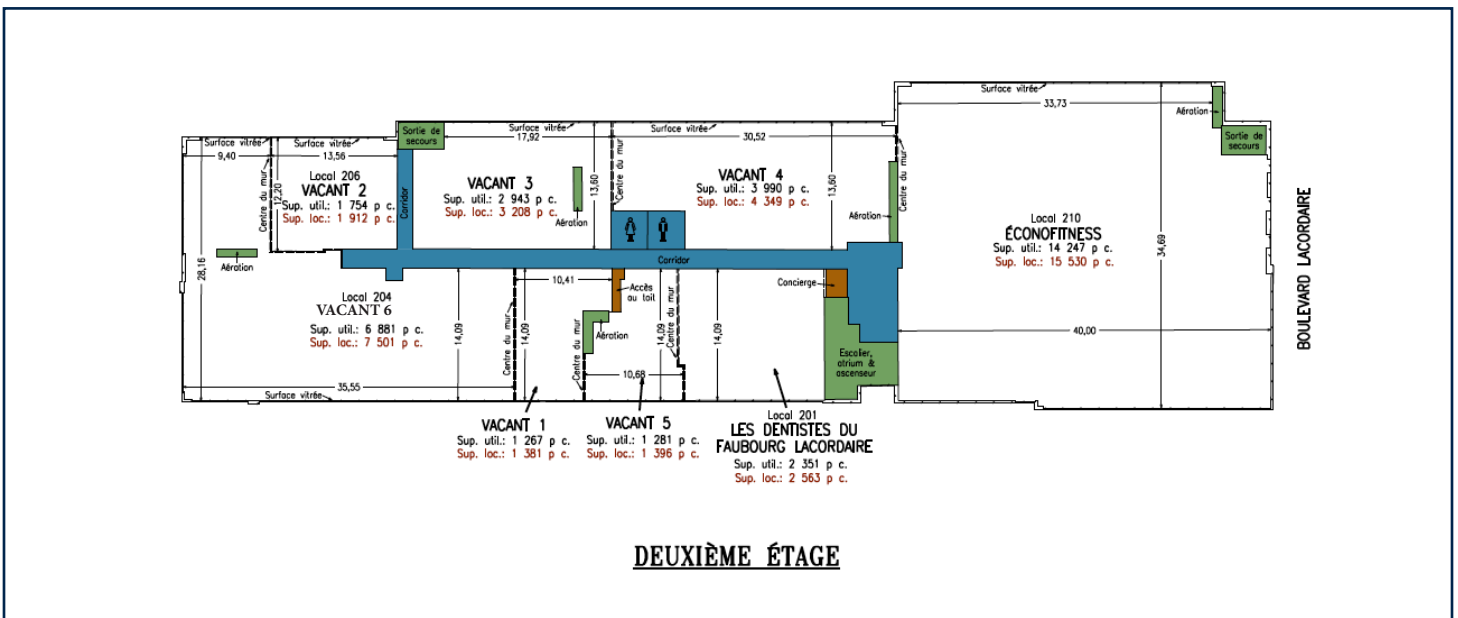 Surface vitrée
33,73
Aération
Sortie de
secours
Sortie de
secours
Surface vitrée
17,92
Surface vitrée
30,52
Surface vitrée
9,40
Surface vitrée
13,56
Centre du mur
12,20
Local 206
VACANT 2
Sup. util.: 1 754 p c.
Sup. loc.: 1 912 p c.
Corridor
VACANT 3
Sup. util.: 2 943 p c.
Sup. loc.: 3 208 p c.
Aération
13,60
Centre du mur
VACANT 4
Sup. util.: 3 990 p c.
Sup. loc.: 4 349 p c.
13,60
Aération
Centre du mur
Local 210
ÉCONOFITNESS
Sup. util.: 14 247 p c.
Sup. loc.: 15 530 p c.
34,69
40,00
BOULEVARD LACORDAIRE
28,16
Aération
Corridor
Local 204
VACANT 6
Sup. util.: 6 881 p c.
Sup. loc.: 7 501 p c.
14,09
35,55
Surface vitrée
Centre du mur
10,41
14,09
Accès
au toit
Aération
Centre du mur
14,09
10,68
Centre du mur
14,09
Concierge
Escalier,
atrium &
ascenseur
VACANT 1
Sup. util.: 1 267 p c.
Sup. loc.: 1 381 p c.
VACANT 5
Sup. util.: 1 281 p c.
Sup. loc.: 1 396 p c.
Local 201
LES DENTISTES DU
FAUBOURG LACORDAIRE
Sup. util.: 2 351 p c.
Sup. loc.: 2 563 p c.
DEUXIÈME ÉTAGE